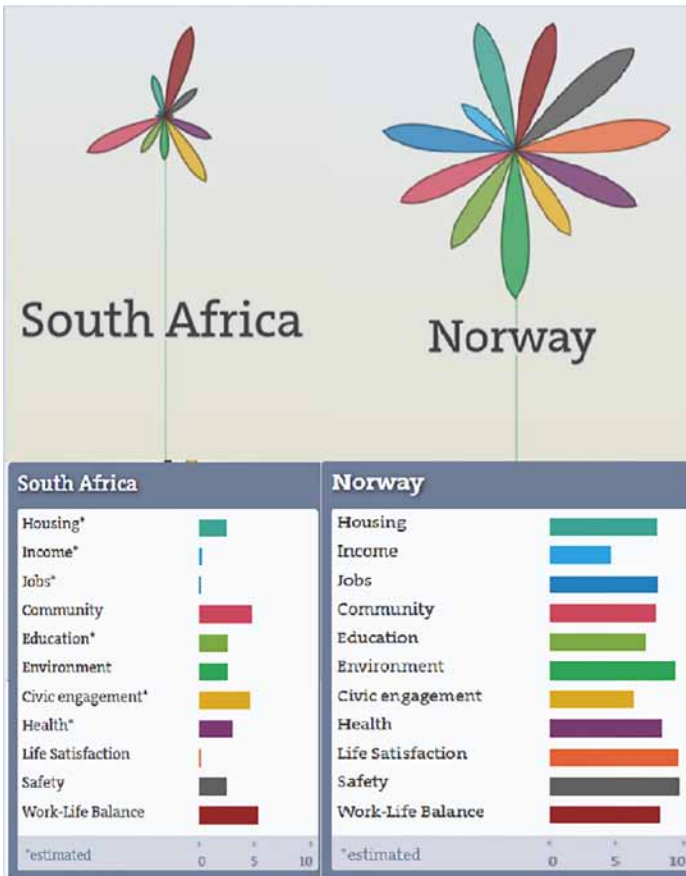 South Africa
Norway
South Africa
Housing*
Income*
Jobs*
Community
Education*
Environment
Civic engagement*
Health*
Life Satisfaction
Safety
Work-Life Balance
*estimated
0 5 10
Norway
Housing
Income
Jobs
Community
Education
Environment
Civic engagement
Health
Life Satisfaction
Safety
Work-Life Balance
*estimated
0 5 10